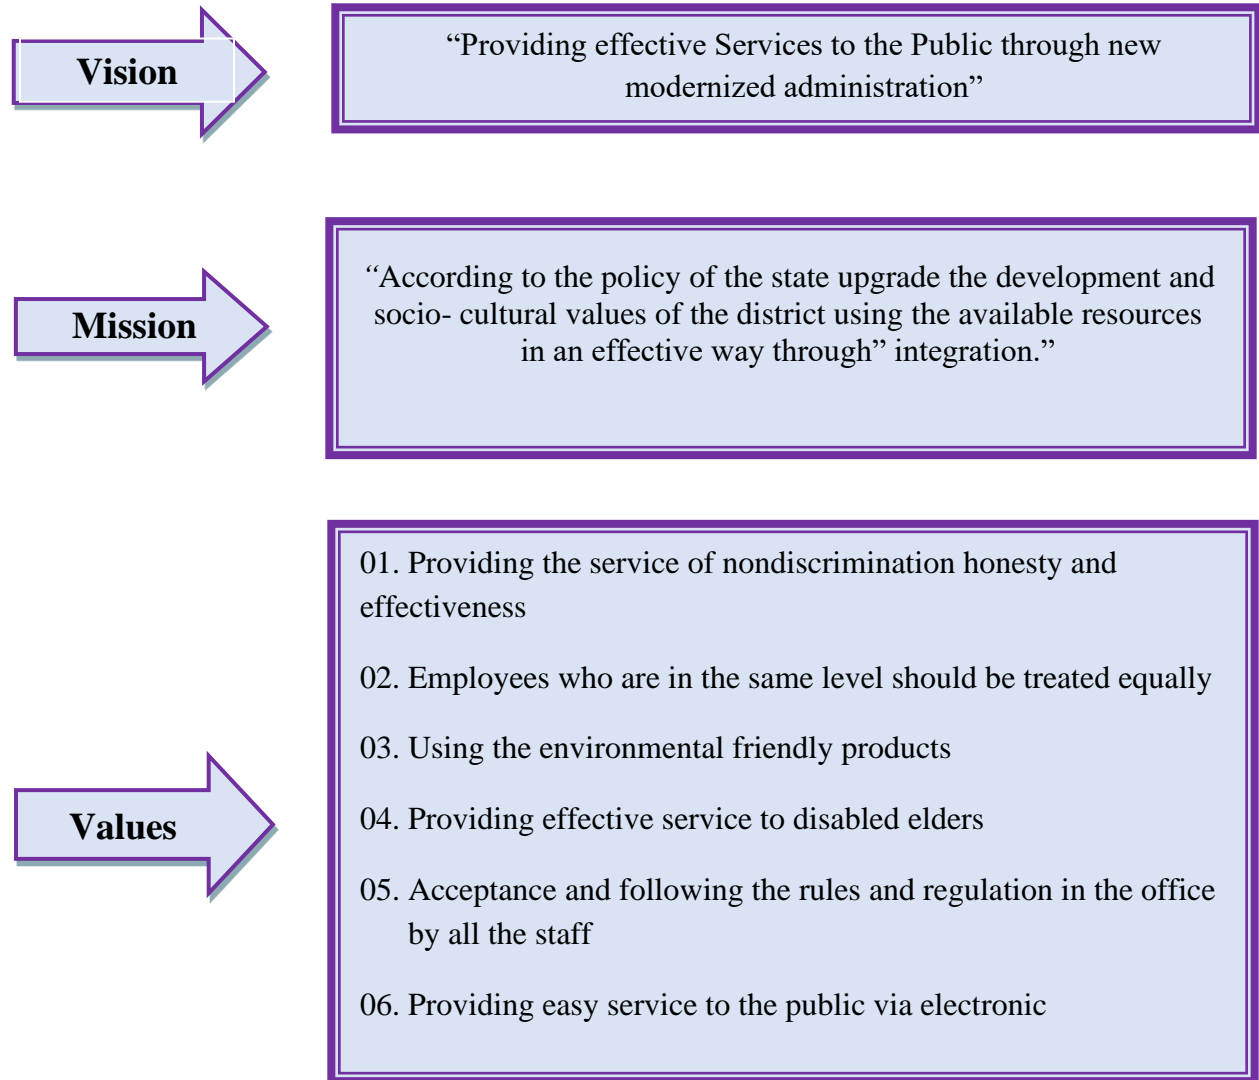 Vision
“Providing effective Services to the Public through new
modernized administration”
Mission
“According to the policy of the state upgrade the development and
socio- cultural values of the district using the available resources
in an effective way through” integration.”
Values
01. Providing the service of nondiscrimination honesty and
effectiveness
02. Employees who are in the same level should be treated equally
03. Using the environmental friendly products
04. Providing effective service to disabled elders
05. Acceptance and following the rules and regulation in the office
by all the staff
06. Providing easy service to the public via electronic